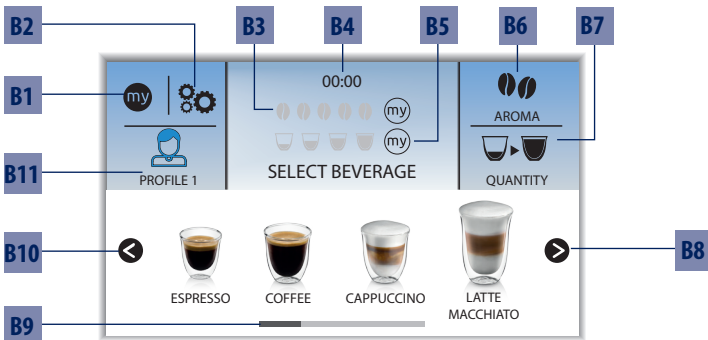 B2
B3
B4
B5
B6
B7
B1
my
00:00
my
my
AROMA
B11
PROFILE 1
SELECT BEVERAGE
QUANTITY
B10
B8
ESPRESSO
COFFEE
CAPPUCCINO
LATTE
MACCHIATO
B9